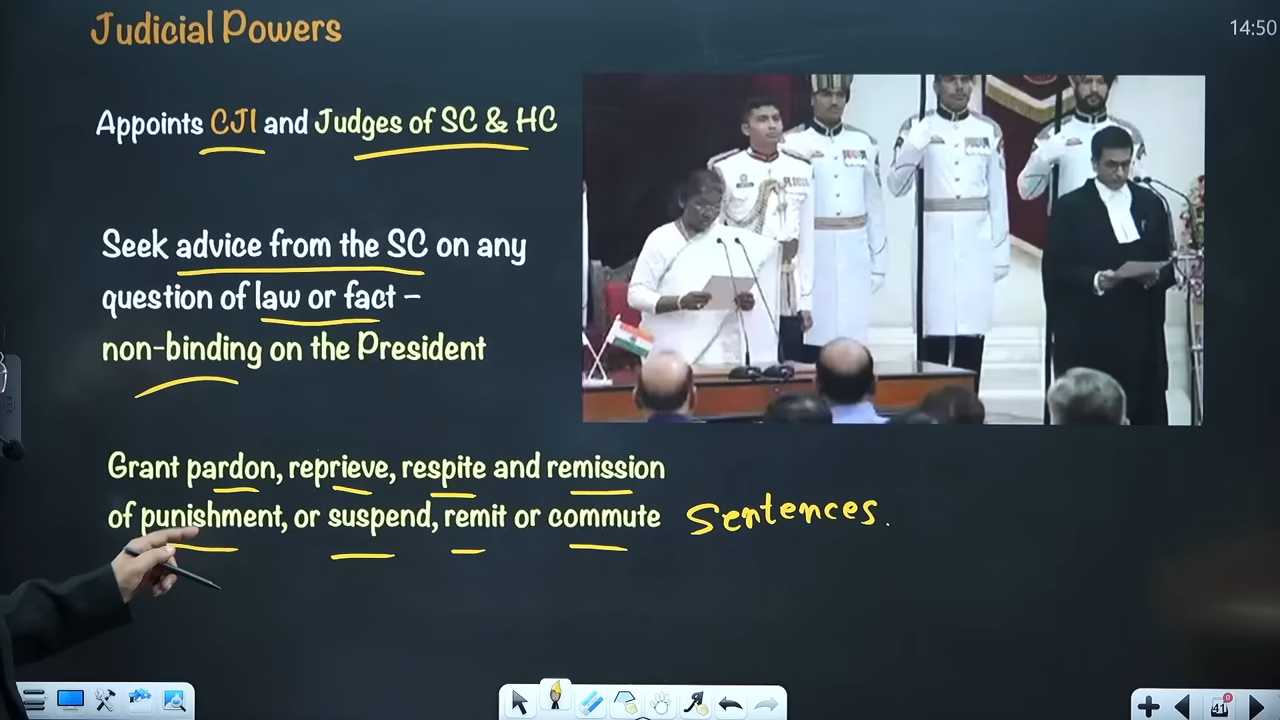 Judicial Powers
14:50
Appoints CJI and Judges of SC & HC
Seek advice from the SC on any
question of law or fact –
non-binding on the President
Grant pardon, reprieve, respite and remission
of punishment, or suspend, remit or commute Sentences.
41